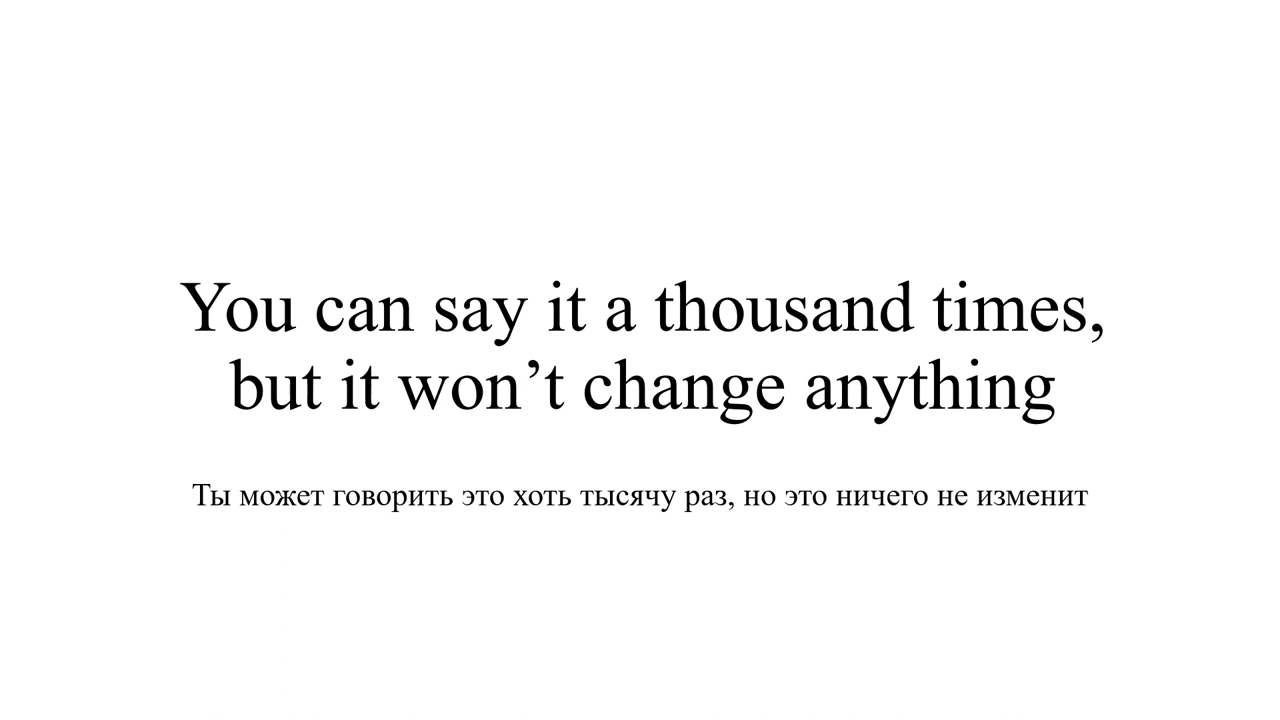 You can say it a thousand times,
but it won’t change anything
Ты может говорить это хоть тысячу раз, но это ничего не изменит